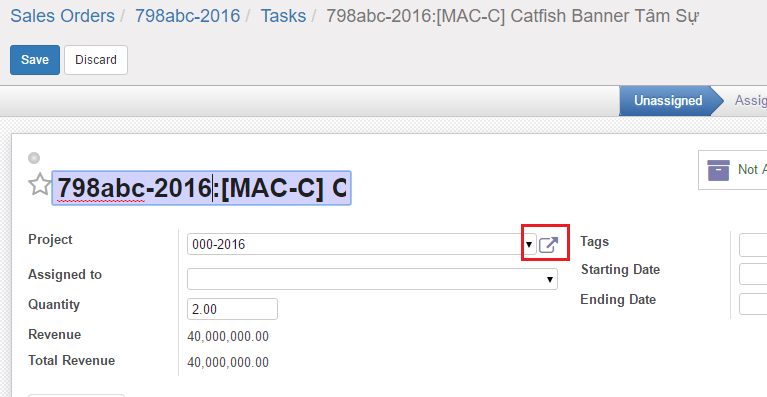 Sales Orders / 798abc-2016 / Tasks / 798abc-2016:[MAC-C] Catfish Banner Tâm Sự
Save Discard
Unassigned Assig
798abc-2016:[MAC-C] C
Not A
Project 000-2016 Tags
Assigned to Starting Date
Quantity 2.00 Ending Date
Revenue 40,000,000.00
Total Revenue 40,000,000.00